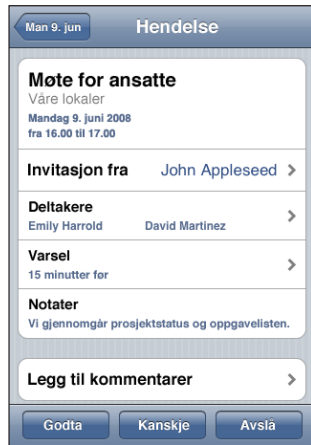 Man 9. jun
Hendelse
Møte for ansatte
Våre lokaler
Mandag 9. juni 2008
fra 16.00 til 17.00
Invitasjon fra John Appleseed
Deltakere
Emily Harrold David Martinez
Varsel
15 minutter før
Notater
Vi gjennomgår prosjektstatus og oppgavelisten.
Legg til kommentarer
Godta Kanskje Avslå